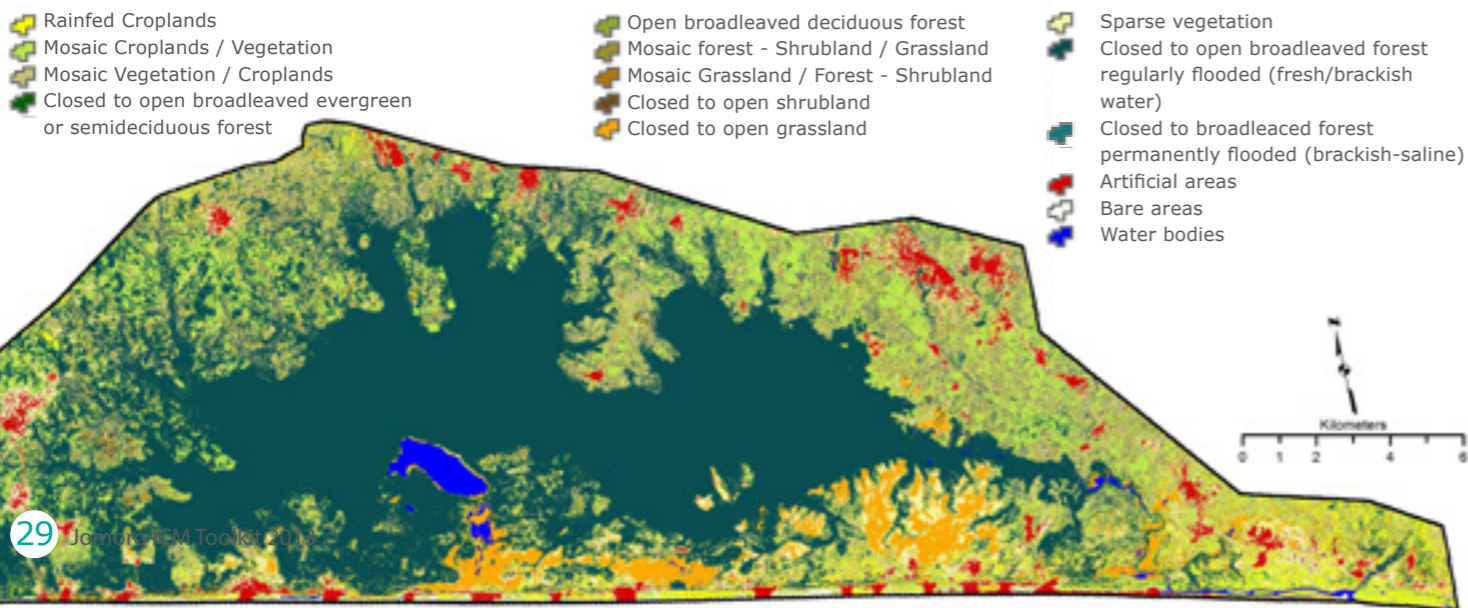 Rainfed Croplands
Mosaic Croplands / Vegetation
Mosaic Vegetation / Croplands
Closed to open broadleaved evergreen
or semideciduous forest
Open broadleaved deciduous forest
Mosaic forest - Shrubland / Grassland
Mosaic Grassland / Forest - Shrubland
Closed to open shrubland
Closed to open grassland
Sparse vegetation
Closed to open broadleaved forest
regularly flooded (fresh/brackish
water)
Closed to broadleaced forest
permanently flooded (brackish-saline)
Artificial areas
Bare areas
Water bodies
Kilometers
0 1 2 4 6
29 Jomoro ICM Toolkit